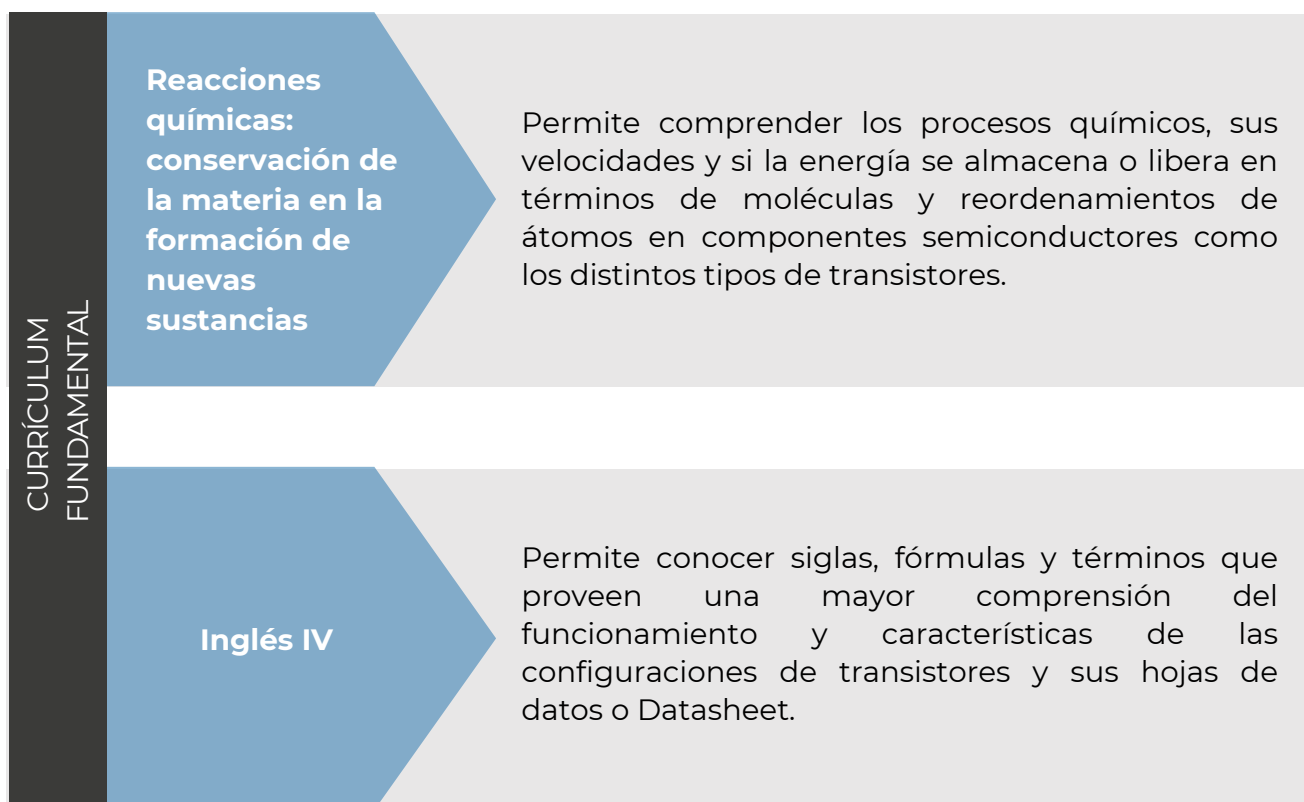 CURRÍCULUM
FUNDAMENTAL
Reacciones
químicas:
conservación de
la materia en la
formación de
nuevas
sustancias
Permite comprender los procesos químicos, sus
velocidades y si la energía se almacena o libera en
términos de moléculas y reordenamientos de
átomos en componentes semiconductores como
los distintos tipos de transistores.
Inglés IV
Permite conocer siglas, fórmulas y términos que
proveen una mayor comprensión del
funcionamiento y características de las
configuraciones de transistores y sus hojas de
datos o Datasheet.